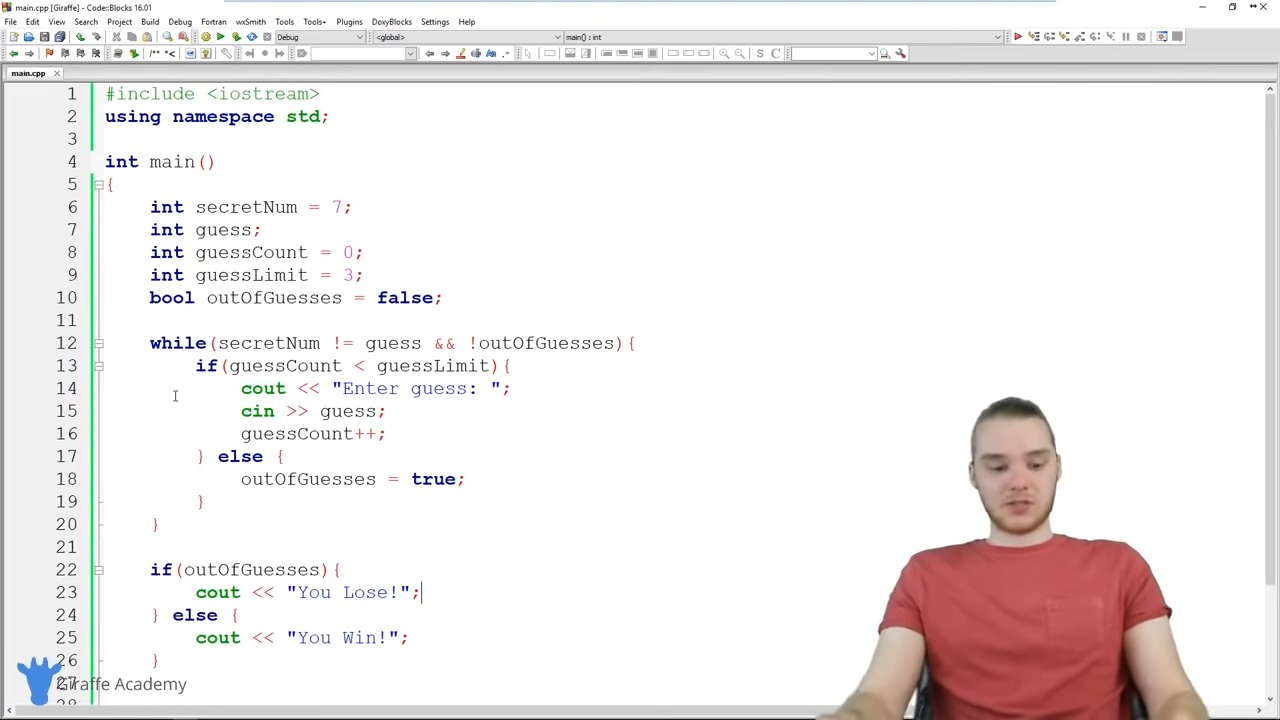 main.cpp [Giraffe] - Code::Blocks 16.01
File Edit View Search Project Build Debug Fortran wxSmith Tools Tools+ Plugins DoxyBlocks Settings Help
Debug <global> main() : int
main.cpp
1 #include <iostream>
2 using namespace std;
3
4 int main()
5 {
6 int secretNum = 7;
7 int guess;
8 int guessCount = 0;
9 int guessLimit = 3;
10 bool outOfGuesses = false;
11
12 while(secretNum != guess && !outOfGuesses){
13 if(guessCount < guessLimit){
14 cout << "Enter guess: ";
15 cin >> guess;
16 guessCount++;
17 } else {
18 outOfGuesses = true;
19 }
20 }
21
22 if(outOfGuesses){
23 cout << "You Lose!";
24 } else {
25 cout << "You Win!";
26 }
27
Giraffe Academy